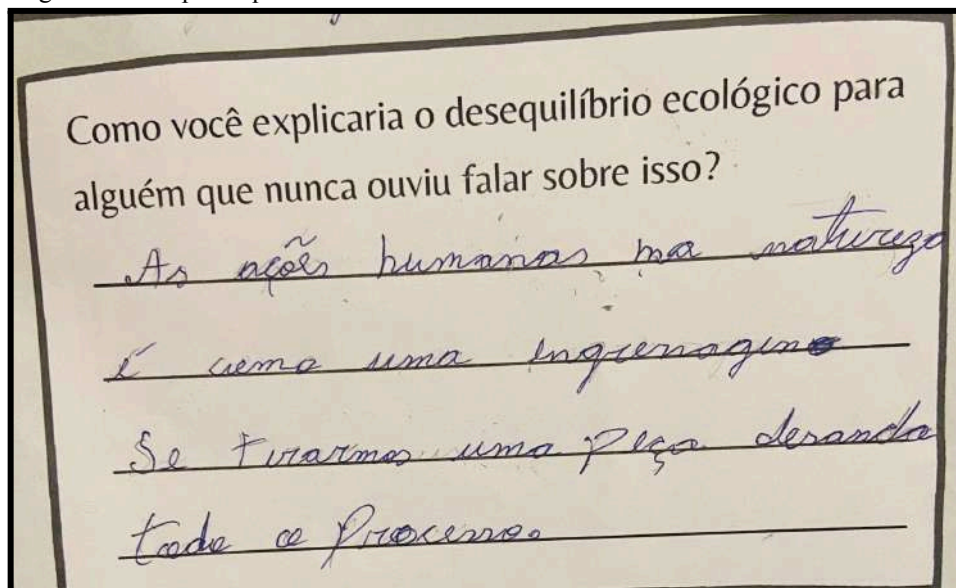 Como você explicaria o desequilíbrio ecológico para
alguém que nunca ouviu falar sobre isso?
As ações humanas na natureza
é como uma engrenagem
Se tirarmos uma peça desanda
todo o processo.